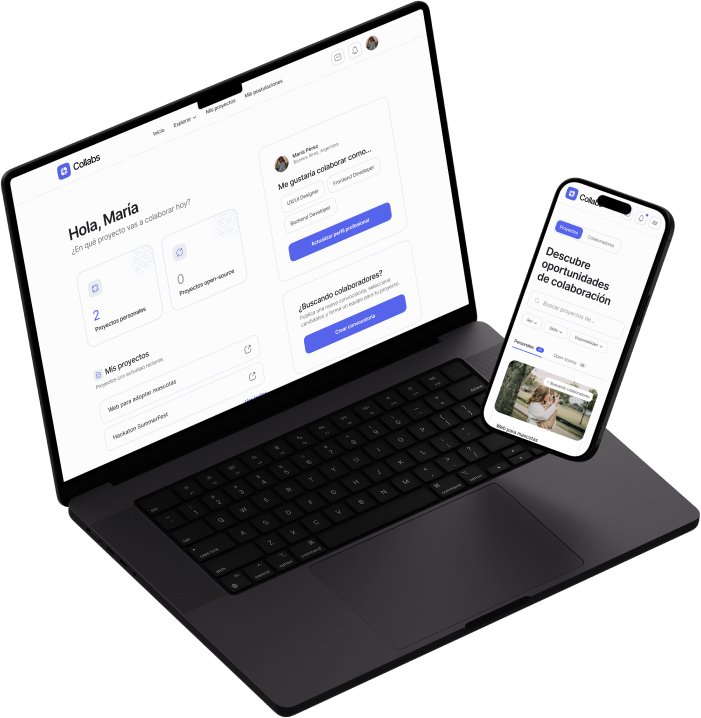 Collabs
Inicio
Explorar
Mis proyectos
Mis postulaciones
Hola, María
¿En qué proyecto vas a colaborar hoy?
2
Proyectos personales
0
Proyectos open-source
Mis proyectos
Proyectos con actividad reciente.
Web para adoptar mascotas
Hackaton SummerFest
María Pérez
Buenos Aires, Argentina
Me gustaría colaborar como...
UX/UI Designer
Frontend Developer
Backend Developer
Actualizar perfil profesional
¿Buscando colaboradores?
Publica una nueva convocatoria, selecciona
candidatos y forma un equipo para tu proyecto.
Crear convocatoria
Proyectos
Colaboradores
Descubre
oportunidades
de colaboración
Buscar proyectos de...
Rol
Skills
Disponibilidad
Personales
Open-source
Buscando colaboradores
Web para mascotas
Q W E R T Y U I O P
A S D F G H J K L
Z X C V B N M
command
option